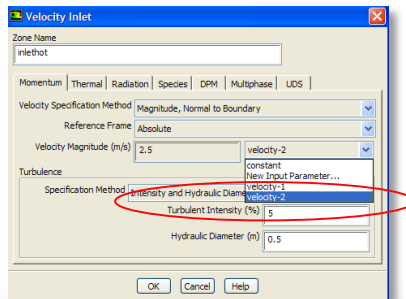 Velocity Inlet
Zone Name
inlethot
Momentum Thermal Radiation Species DPM Multiphase UDS
Velocity Specification Method Magnitude, Normal to Boundary
Reference Frame Absolute
Velocity Magnitude (m/s) 2.5 velocity-2
constant
New Input Parameter...
velocity-1
velocity-2
Turbulence
Specification Method Intensity and Hydraulic Diame
Turbulent Intensity (%) 5
Hydraulic Diameter (m) 0.5
OK Cancel Help